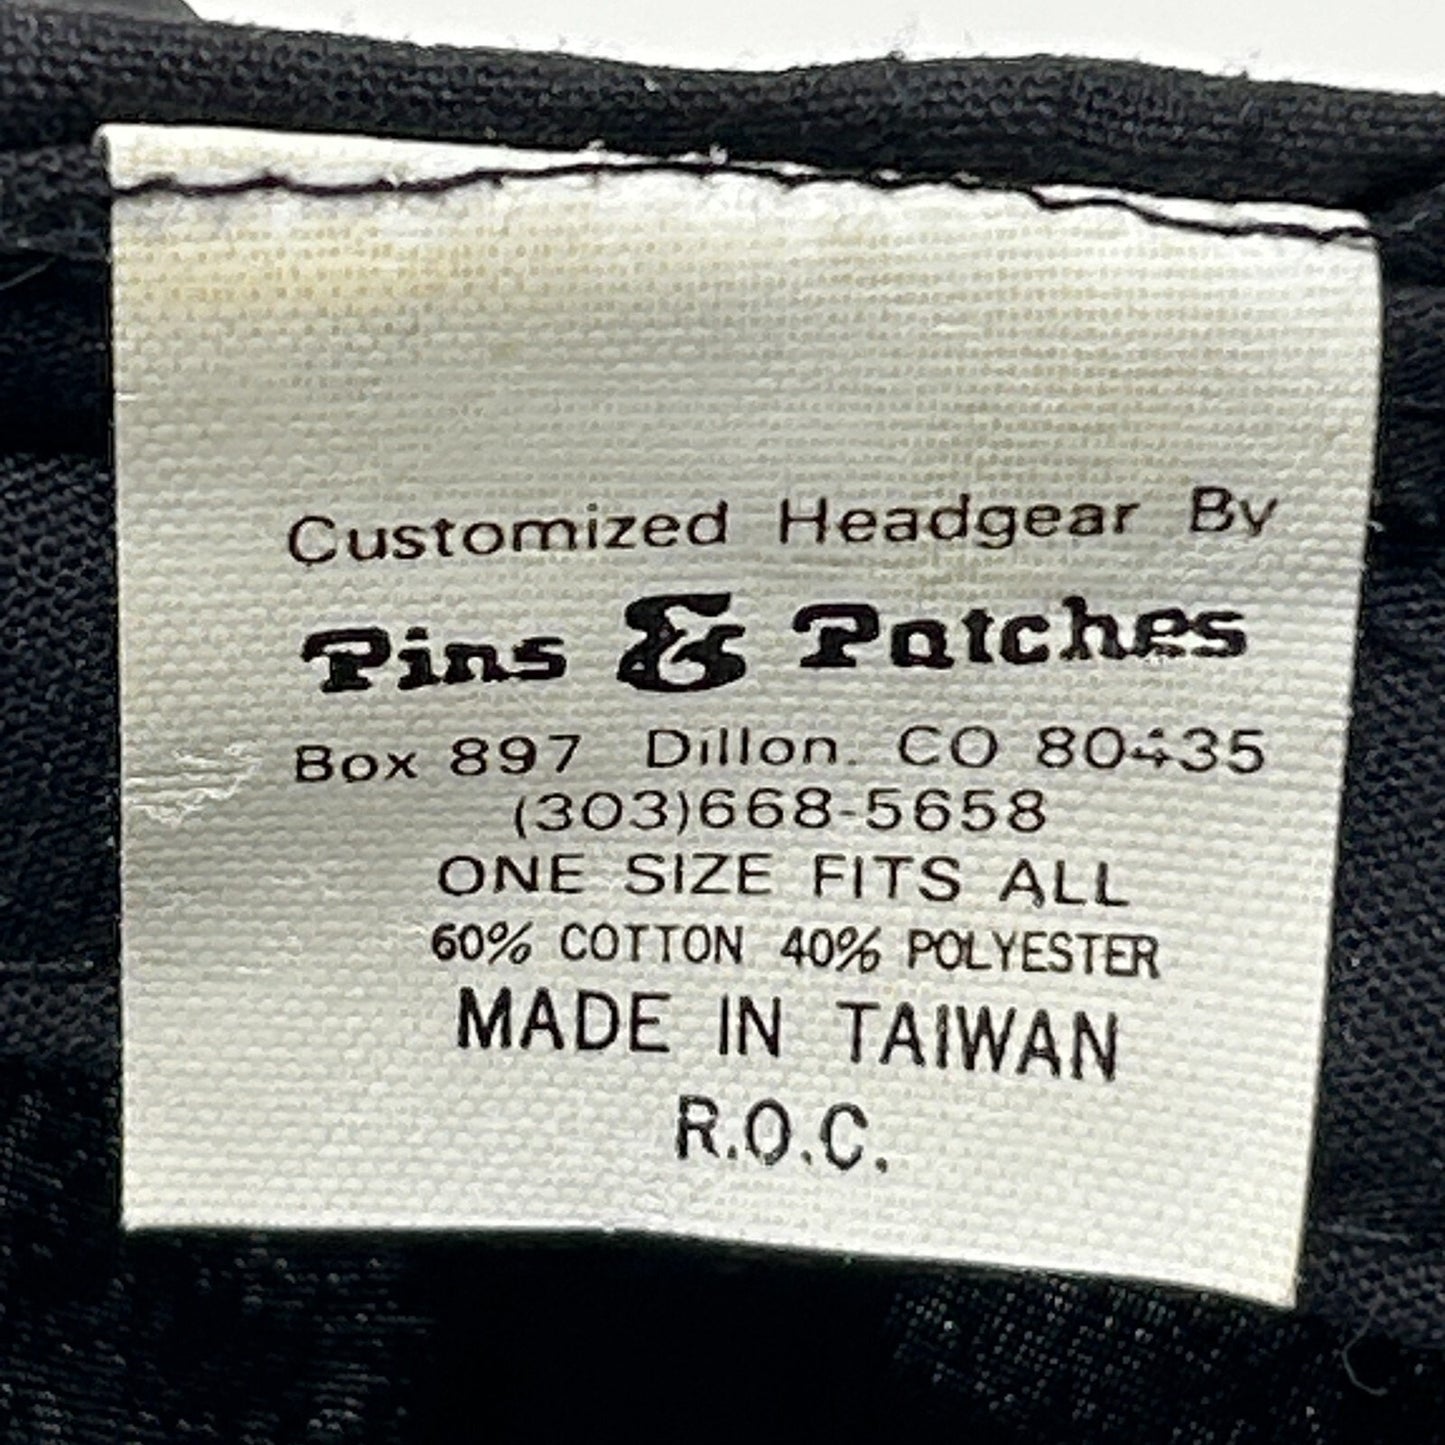 Customized Headgear By
Pins & Patches
Box 897 Dillon. CO 80435
(303)668-5658
ONE SIZE FITS ALL
60% COTTON 40% POLYESTER
MADE IN TAIWAN
R.O.C.